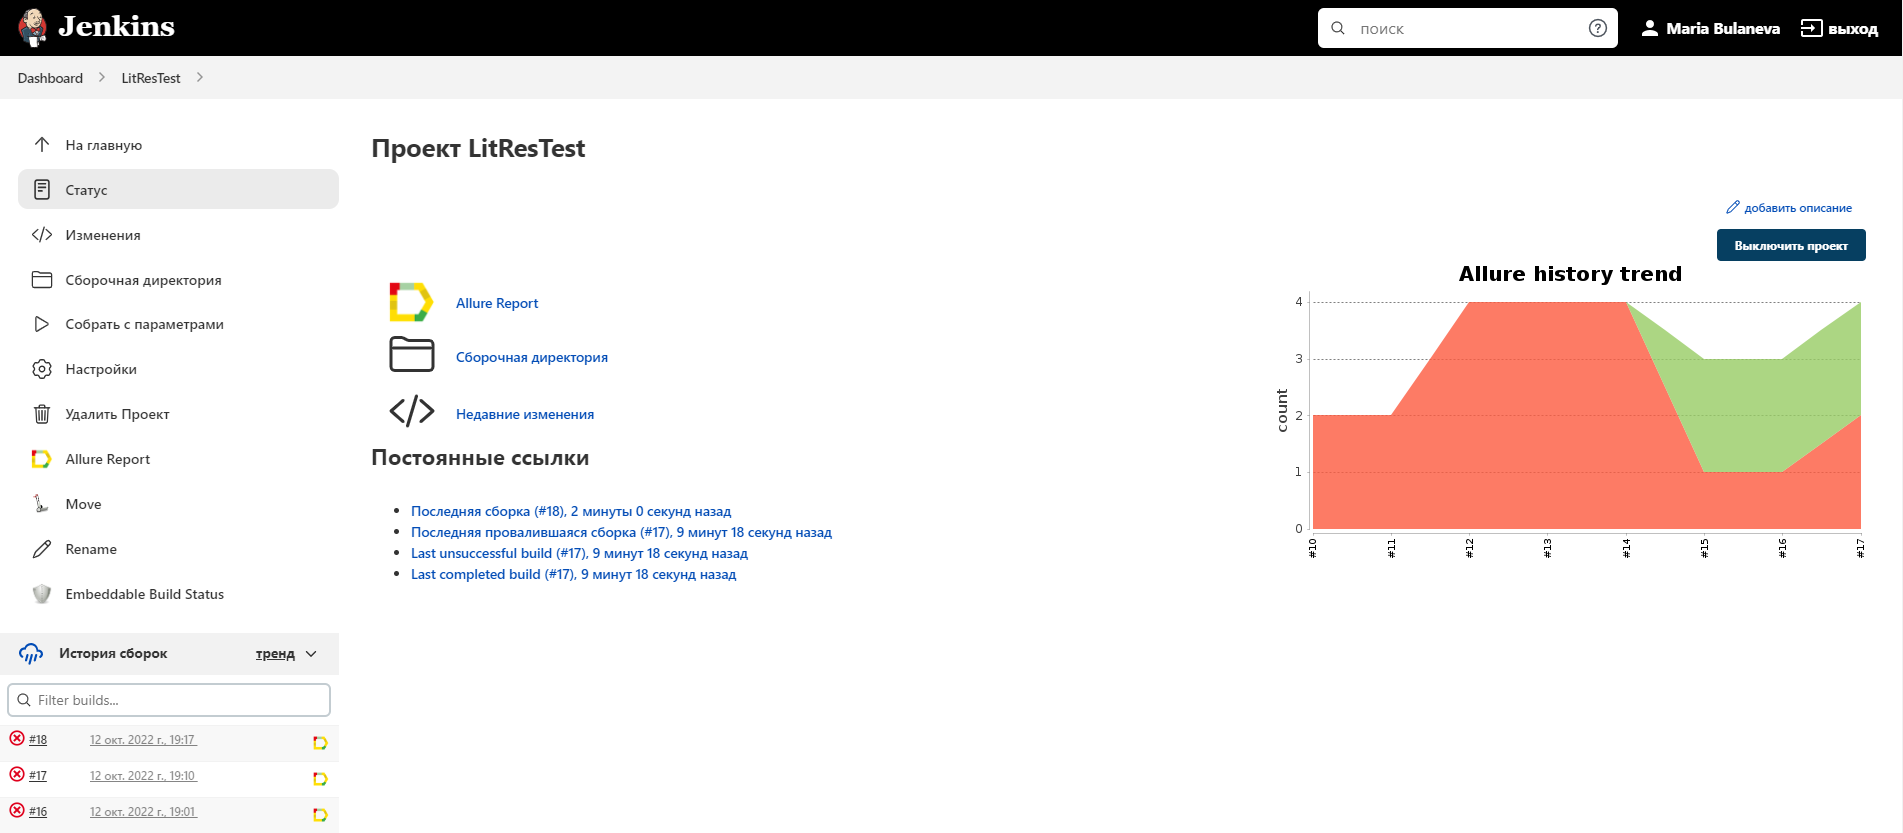 Jenkins
поиск
Maria Bulaneva
выход
Dashboard
LitResTest
На главную
Статус
Изменения
Сборочная директория
Собрать с параметрами
Настройки
Удалить Проект
Allure Report
Move
Rename
Embeddable Build Status
История сборок
тренд
Filter builds...
#18 12 окт. 2022 г., 19:17
#17 12 окт. 2022 г., 19:10
#16 12 окт. 2022 г., 19:01
Проект LitResTest
добавить описание
Выключить проект
Allure Report
Сборочная директория
Недавние изменения
Постоянные ссылки
Последняя сборка (#18), 2 минуты 0 секунд назад
Последняя провалившаяся сборка (#17), 9 минут 18 секунд назад
Last unsuccessful build (#17), 9 минут 18 секунд назад
Last completed build (#17), 9 минут 18 секунд назад
Allure history trend
count
4
3
2
1
0
#10
#11
#12
#13
#14
#15
#16
#17